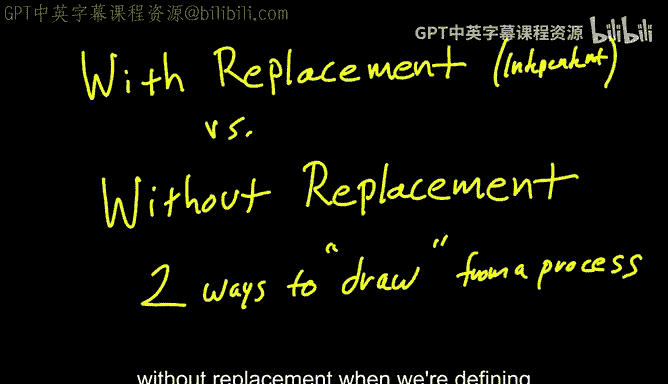 GPT中英字幕课程资源@bilibili.com
GPT中英字幕课程资源 bilibili
With Replacement (Inkpenkent)
vs.
Without Replacement
2 ways to "draw" from a process
without replacement when we're defining